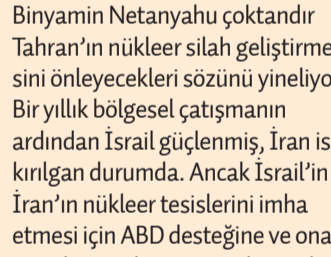 Binyamin Netanyahu çoktandır
Tahran’ın nükleer silah geliştirme
sini önleyecekleri sözünü yineliyo
Bir yıllık bölgesel çatışmanın
ardından İsrail güçlenmiş, İran is
kırılgan durumda. Ancak İsrail’in
İran’ın nükleer tesislerini imha
etmesi için ABD desteğine ve ona